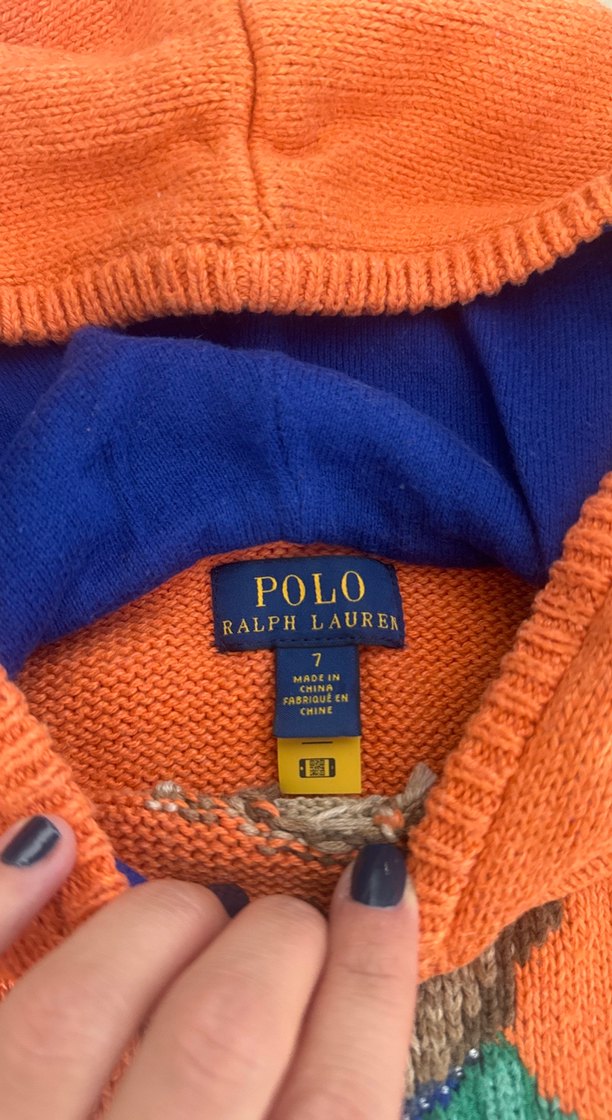 POLO
RALPH LAUREN
7
MADE IN
CHINA
FABRIQUÉ EN
CHINE